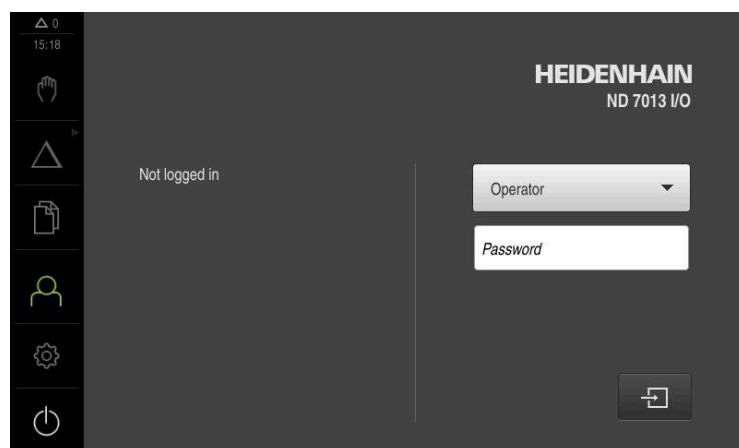 0
15:18
HEIDENHAIN
ND 7013 I/O
Not logged in
Operator
Password